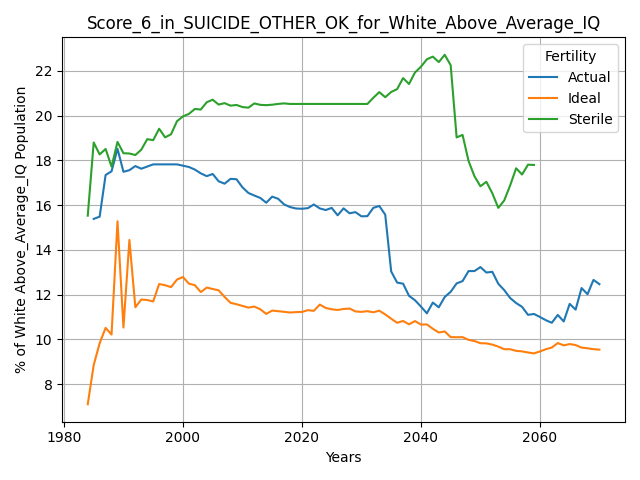 Score_6_in_SUICIDE_OTHER_OK_for_White_Above_Average_IQ
Fertility
Actual
Ideal
Sterile
% of White Above_Average_IQ Population
22
20
18
16
14
12
10
8
1980
2000
2020
2040
2060
Years